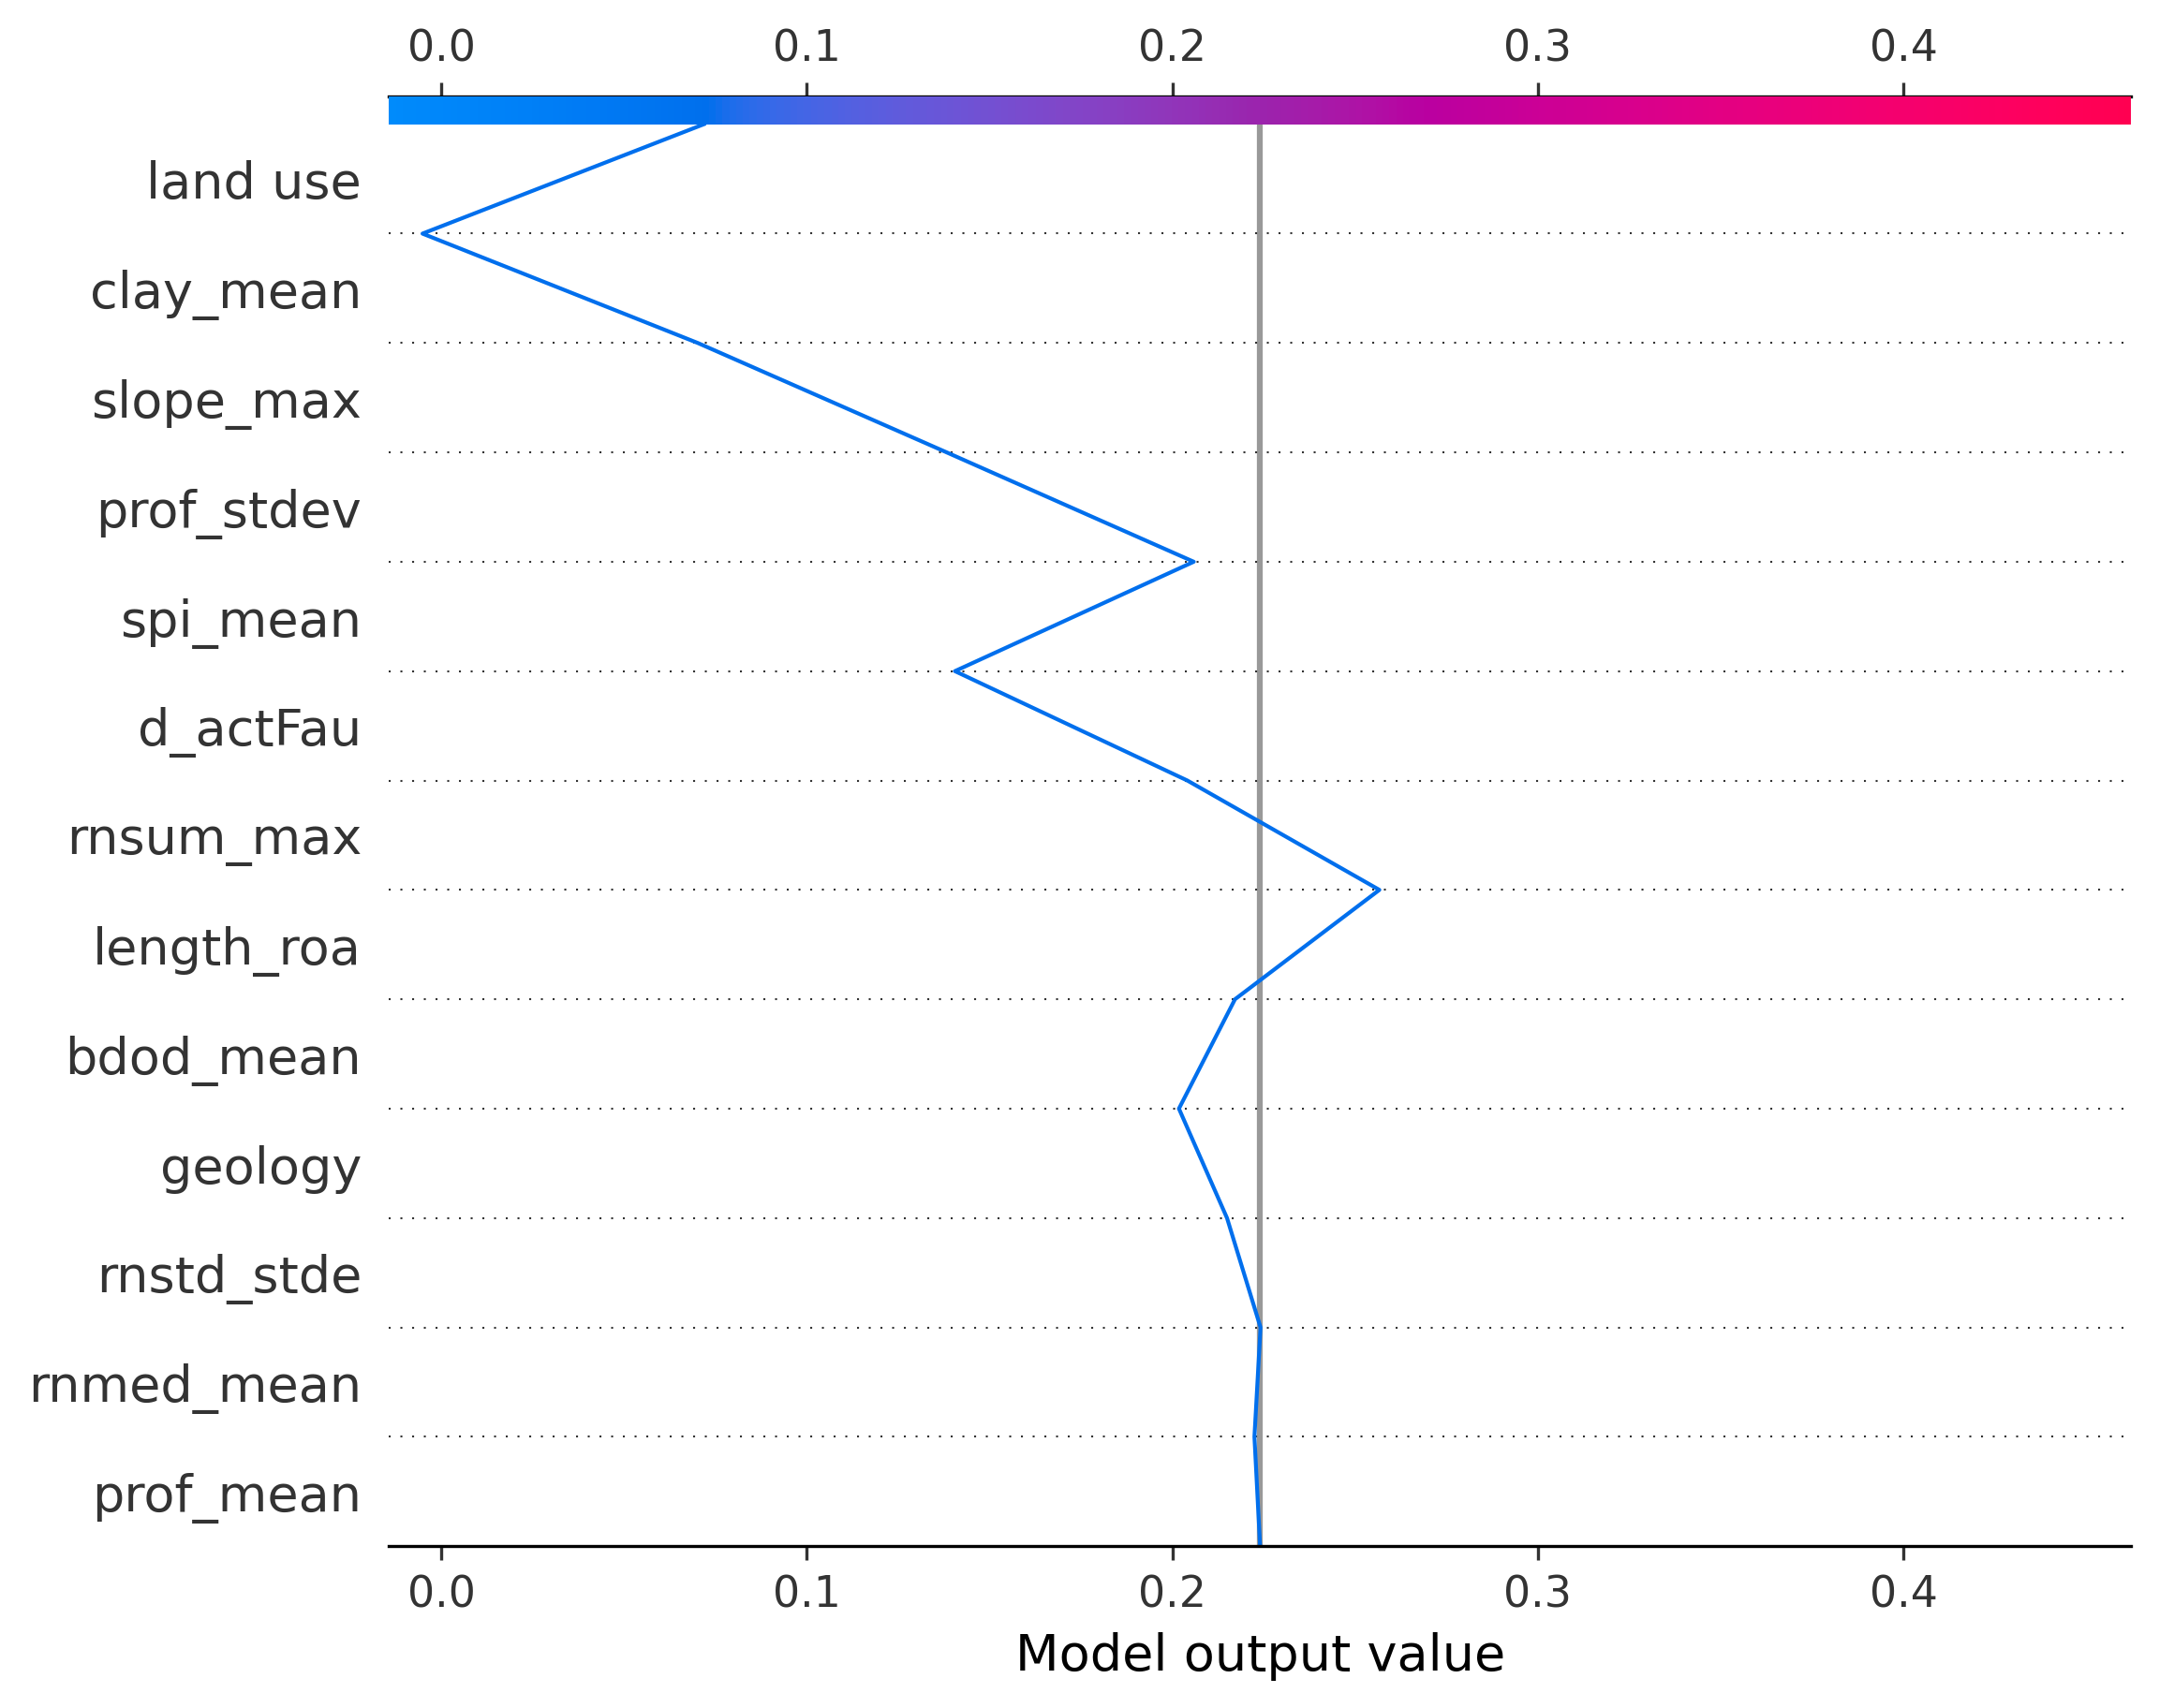 0.0 0.1 0.2 0.3 0.4
land use
clay_mean
slope_max
prof_stdev
spi_mean
d_actFau
rnsum_max
length_roa
bdod_mean
geology
rnstd_stde
rnmed_mean
prof_mean
0.0 0.1 0.2 0.3 0.4
Model output value